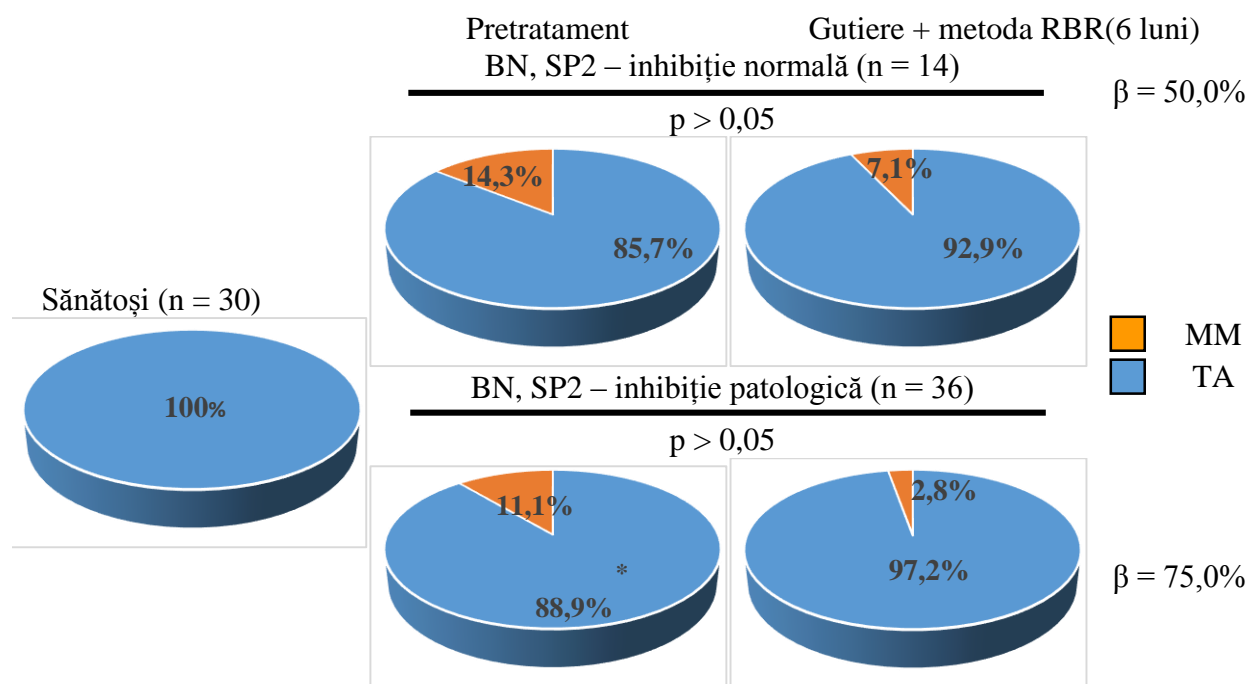 Pretratament
Gutiere + metoda RBR(6 luni)
BN, SP2 – inhibiție normală (n = 14)
β = 50,0%
p > 0,05
14,3%
85,7%
7,1%
92,9%
Sănătoși (n = 30)
100%
MM
TA
BN, SP2 – inhibiție patologică (n = 36)
p > 0,05
11,1%
*
88,9%
2,8%
97,2%
β = 75,0%